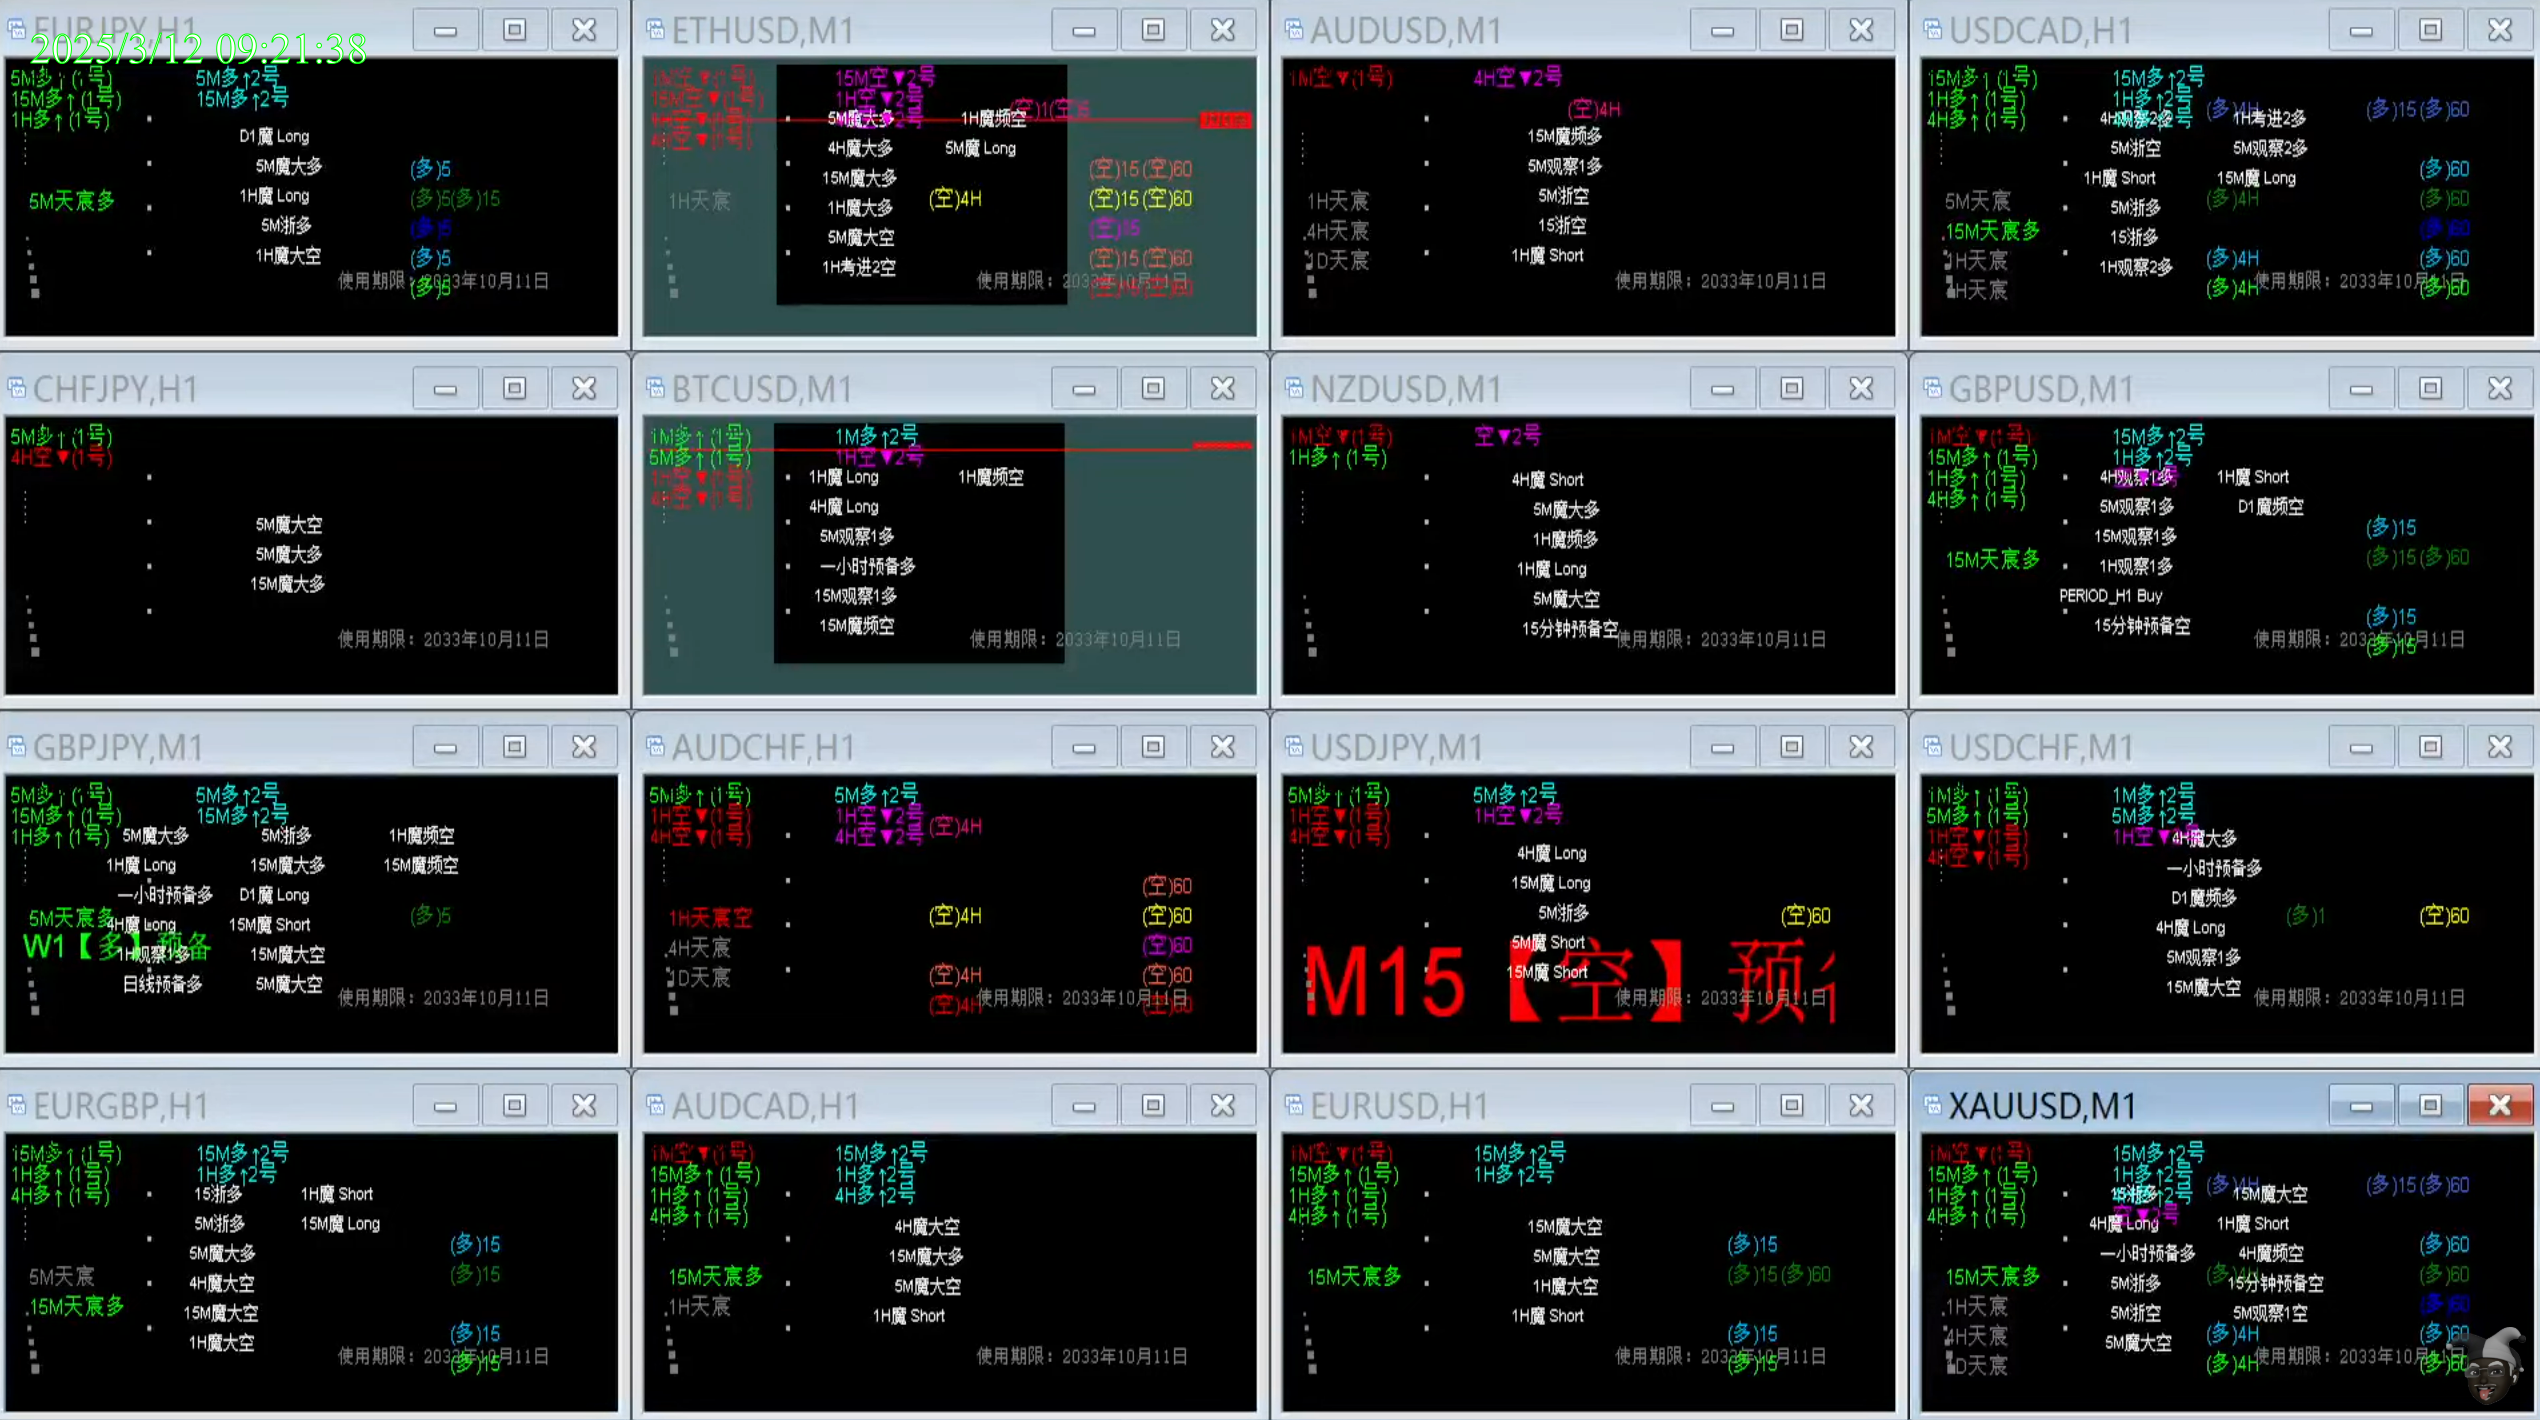 EURJPY,H1
2025/3/12 09:21:38
5M多↑(1号)
15M多↑(1号)
1H多↑(1号)
5M多↑2号
15M多↑2号
D1魔 Long
5M魔大多
1H魔 Long
5M浙多
1H魔大空
5M天宸多
(多)5
(多)5(多)15
(多)5
(多)5
(多)5
使用期限：2033年10月11日
ETHUSD,M1
15M空▼(1号)
15M空▼2号
1H空▼2号
(空)1(空)5
5M魔大多
1H魔频空
4H魔大多
5M魔 Long
15M魔大多
1H魔大多
5M魔大空
1H考进2空
1H天宸
(空)4H
(空)15(空)60
(空)15(空)60
(空)15
(空)15(空)60
使用期限：2033年10月11日
AUDUSD,M1
1M空▼(1号)
4H空▼2号
(空)4H
15M魔频多
5M观察1多
5M浙空
15浙空
1H魔 Short
1H天宸
4H天宸
1D天宸
使用期限：2033年10月11日
USDCAD,H1
15M多↑(1号)
1H多↑(1号)
4H多↑(1号)
15M多↑2号
1H多↑2号
(多)4H
(多)15(多)60
4H观察2多
1H考进2多
5M浙空
5M观察2多
1H魔 Short
15M魔 Long
5M浙多
15浙多
1H观察2多
5M天宸
15M天宸多
1H天宸
4H天宸
(多)60
(多)4H
(多)60
(多)60
(多)4H
(多)60
(多)4H
(多)60
使用期限：2033年10月11日
CHFJPY,H1
5M多↑(1号)
4H空▼(1号)
5M魔大空
5M魔大多
15M魔大多
使用期限：2033年10月11日
BTCUSD,M1
1M多↑(1号)
5M多↑(1号)
1H空▼(1号)
4H空▼(1号)
1M多↑2号
1H空▼2号
1H魔 Long
1H魔频空
4H魔 Long
5M观察1多
一小时预备多
15M观察1多
15M魔频空
使用期限：2033年10月11日
NZDUSD,M1
1M空▼(1号)
1H多↑(1号)
空▼2号
4H魔 Short
5M魔大多
1H魔频多
1H魔 Long
5M魔大空
15分钟预备空
使用期限：2033年10月11日
GBPUSD,M1
1M空▼(1号)
15M多↑(1号)
1H多↑(1号)
4H多↑(1号)
15M多↑2号
1H多↑2号
4H观察1多
1H魔 Short
5M观察1多
D1魔频空
15M观察1多
1H观察1多
PERIOD_H1 Buy
15分钟预备空
15M天宸多
(多)15
(多)15(多)60
(多)15
(多)15
使用期限：2033年10月11日
GBPJPY,M1
5M多↑(1号)
15M多↑(1号)
1H多↑(1号)
5M多↑2号
15M多↑2号
5M魔大多
5M浙多
1H魔频空
1H魔 Long
15M魔大多
15M魔频空
一小时预备多
D1魔 Long
4H魔 Long
15M魔 Short
1H观察1多
15M魔大空
日线预备多
5M魔大空
5M天宸多
W1【多】预备
(多)5
使用期限：2033年10月11日
AUDCHF,H1
5M多↑(1号)
1H空▼(1号)
4H空▼(1号)
5M多↑2号
1H空▼2号
4H空▼2号
(空)4H
(空)60
(空)4H
(空)60
(空)60
(空)4H
(空)60
(空)4H
(空)60
1H天宸空
4H天宸
1D天宸
使用期限：2033年10月11日
USDJPY,M1
5M多↑(1号)
1H空▼(1号)
4H空▼(1号)
5M多↑2号
1H空▼2号
4H魔 Long
15M魔 Long
5M浙多
5M魔 Short
15M魔 Short
(空)60
M15【空】预
使用期限：2033年10月11日
USDCHF,M1
1M多↑(1号)
5M多↑(1号)
1H空▼(1号)
4H空▼(1号)
1M多↑2号
5M多↑2号
1H空▼2号
4H魔大多
一小时预备多
D1魔频多
4H魔 Long
5M观察1多
15M魔大空
(多)1
(空)60
使用期限：2033年10月11日
EURGBP,H1
15M多↑(1号)
1H多↑(1号)
4H多↑(1号)
15M多↑2号
1H多↑2号
15浙多
1H魔 Short
5M浙多
15M魔 Long
5M魔大多
4H魔大空
15M魔大空
1H魔大空
5M天宸
15M天宸多
(多)15
(多)15
(多)15
(多)15
使用期限：2033年10月11日
AUDCAD,H1
1M空▼(1号)
15M多↑(1号)
1H多↑(1号)
4H多↑(1号)
15M多↑2号
1H多↑2号
4H多↑2号
4H魔大空
15M魔大多
5M魔大空
1H魔 Short
15M天宸多
1H天宸
使用期限：2033年10月11日
EURUSD,H1
1M空▼(1号)
15M多↑(1号)
1H多↑(1号)
4H多↑(1号)
15M多↑2号
1H多↑2号
15M魔大空
5M魔大空
1H魔大空
1H魔 Short
15M天宸多
(多)15
(多)15(多)60
(多)15
(多)15
使用期限：2033年10月11日
XAUUSD,M1
1M空▼(1号)
15M多↑(1号)
1H多↑(1号)
4H多↑(1号)
15M多↑2号
1H多↑2号
(多)4H
(多)15(多)60
15浙多
15M魔大空
4H魔 Long
1H魔 Short
一小时预备多
4H魔频空
5M浙多
15分钟预备空
5M浙空
5M观察1空
5M魔大空
15M天宸多
1H天宸
4H天宸
1D天宸
(多)60
(多)60
(多)60
(多)4H
(多)60
(多)4H
(多)60
使用期限：2033年10月11日